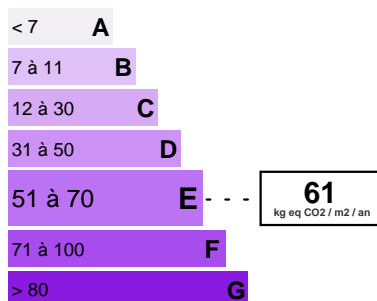 < 7 A
7 à 11 B
12 à 30 C
31 à 50 D
51 à 70 E - - - 61
kg eq CO2 / m2 / an
71 à 100 F
> 80 G